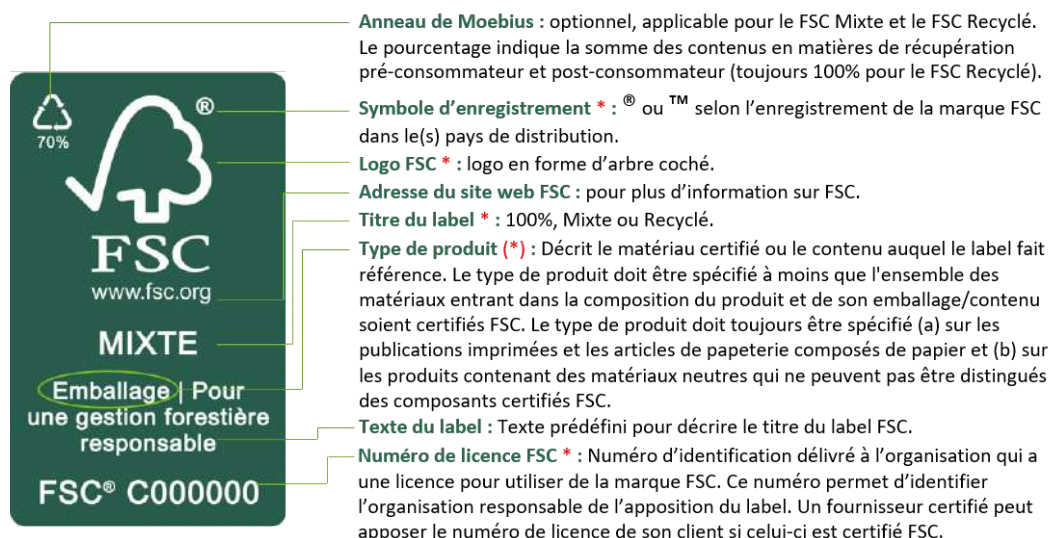 70%
®
FSC
www.fsc.org
MIXTE
Emballage | Pour
une gestion forestière
responsable
FSC® C000000
Anneau de Moebius : optionnel, applicable pour le FSC Mixte et le FSC Recyclé.
Le pourcentage indique la somme des contenus en matières de récupération
pré-consommateur et post-consommateur (toujours 100% pour le FSC Recyclé).
Symbole d’enregistrement * : ® ou ™ selon l’enregistrement de la marque FSC
dans le(s) pays de distribution.
Logo FSC * : logo en forme d’arbre coché.
Adresse du site web FSC : pour plus d’information sur FSC.
Titre du label * : 100%, Mixte ou Recyclé.
Type de produit (*) : Décrit le matériau certifié ou le contenu auquel le label fait
référence. Le type de produit doit être spécifié à moins que l'ensemble des
matériaux entrant dans la composition du produit et de son emballage/contenu
soient certifiés FSC. Le type de produit doit toujours être spécifié (a) sur les
publications imprimées et les articles de papeterie composés de papier et (b) sur
les produits contenant des matériaux neutres qui ne peuvent pas être distingués
des composants certifiés FSC.
Texte du label : Texte prédéfini pour décrire le titre du label FSC.
Numéro de licence FSC * : Numéro d’identification délivré à l’organisation qui a
une licence pour utiliser de la marque FSC. Ce numéro permet d’identifier
l’organisation responsable de l’apposition du label. Un fournisseur certifié peut
apposer le numéro de licence de son client si celui-ci est certifié FSC.